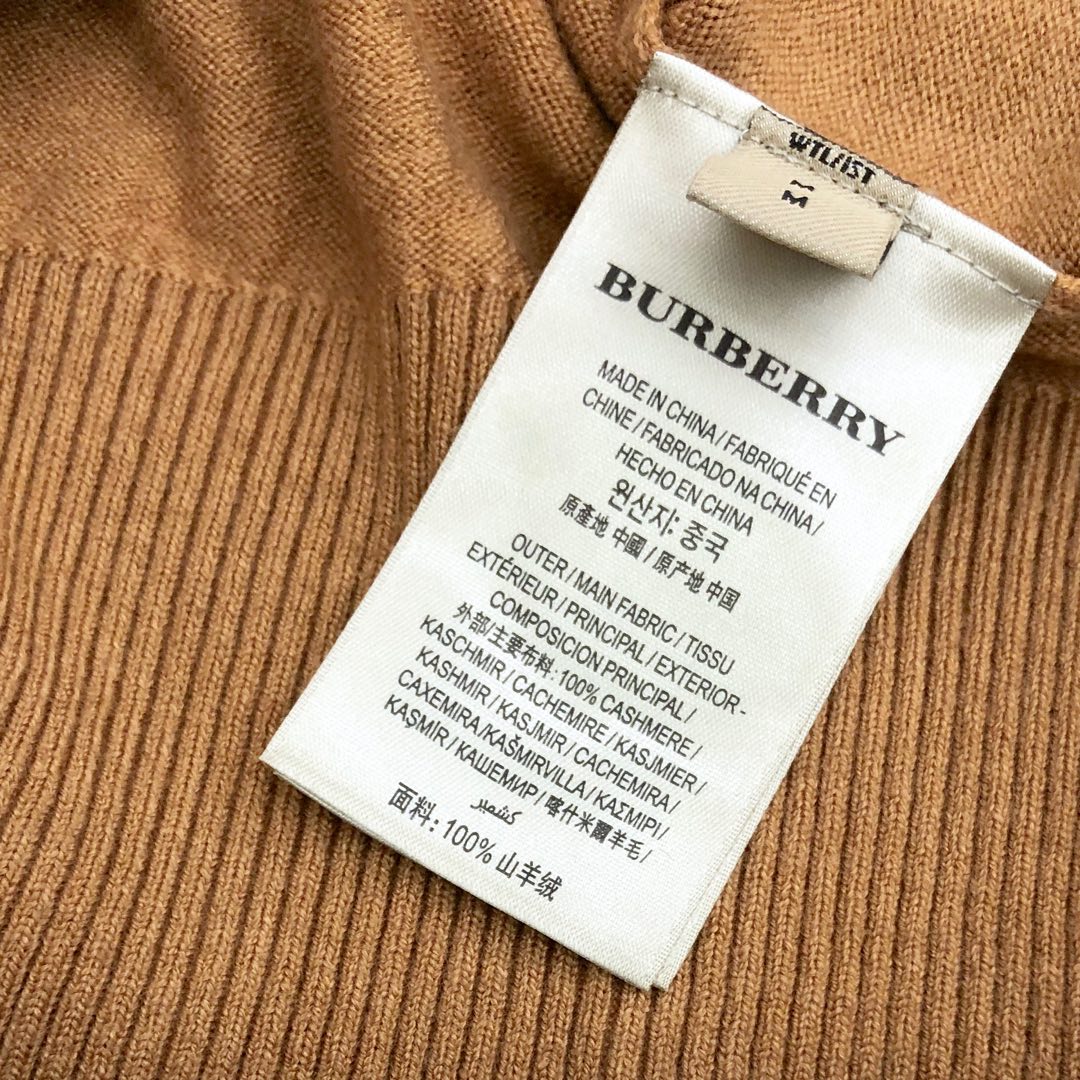 WTLI1ST
M
BURBERRY
MADE IN CHINA / FABRIQUÉ EN
CHINE / FABRICADO NA CHINA /
HECHO EN CHINA
원산지: 중국
原產地 中國 / 原产地 中国
OUTER / MAIN FABRIC / TISSU
EXTÉRIEUR / PRINCIPAL / EXTERIOR -
COMPOSICION PRINCIPAL /
外部/主要布料: 100% CASHMERE /
KASCHMIR / CACHEMIRE / KASJMIER /
KASHMIR / KASJMIR / CACHEMIRA /
CAXEMIRA/KAŠMIRVILLA / ΚΑΣΜΙΡΙ /
KAŞMİR / КАШЕМИР / 喀什米爾羊毛 /
كشمير
面料: 100% 山羊绒